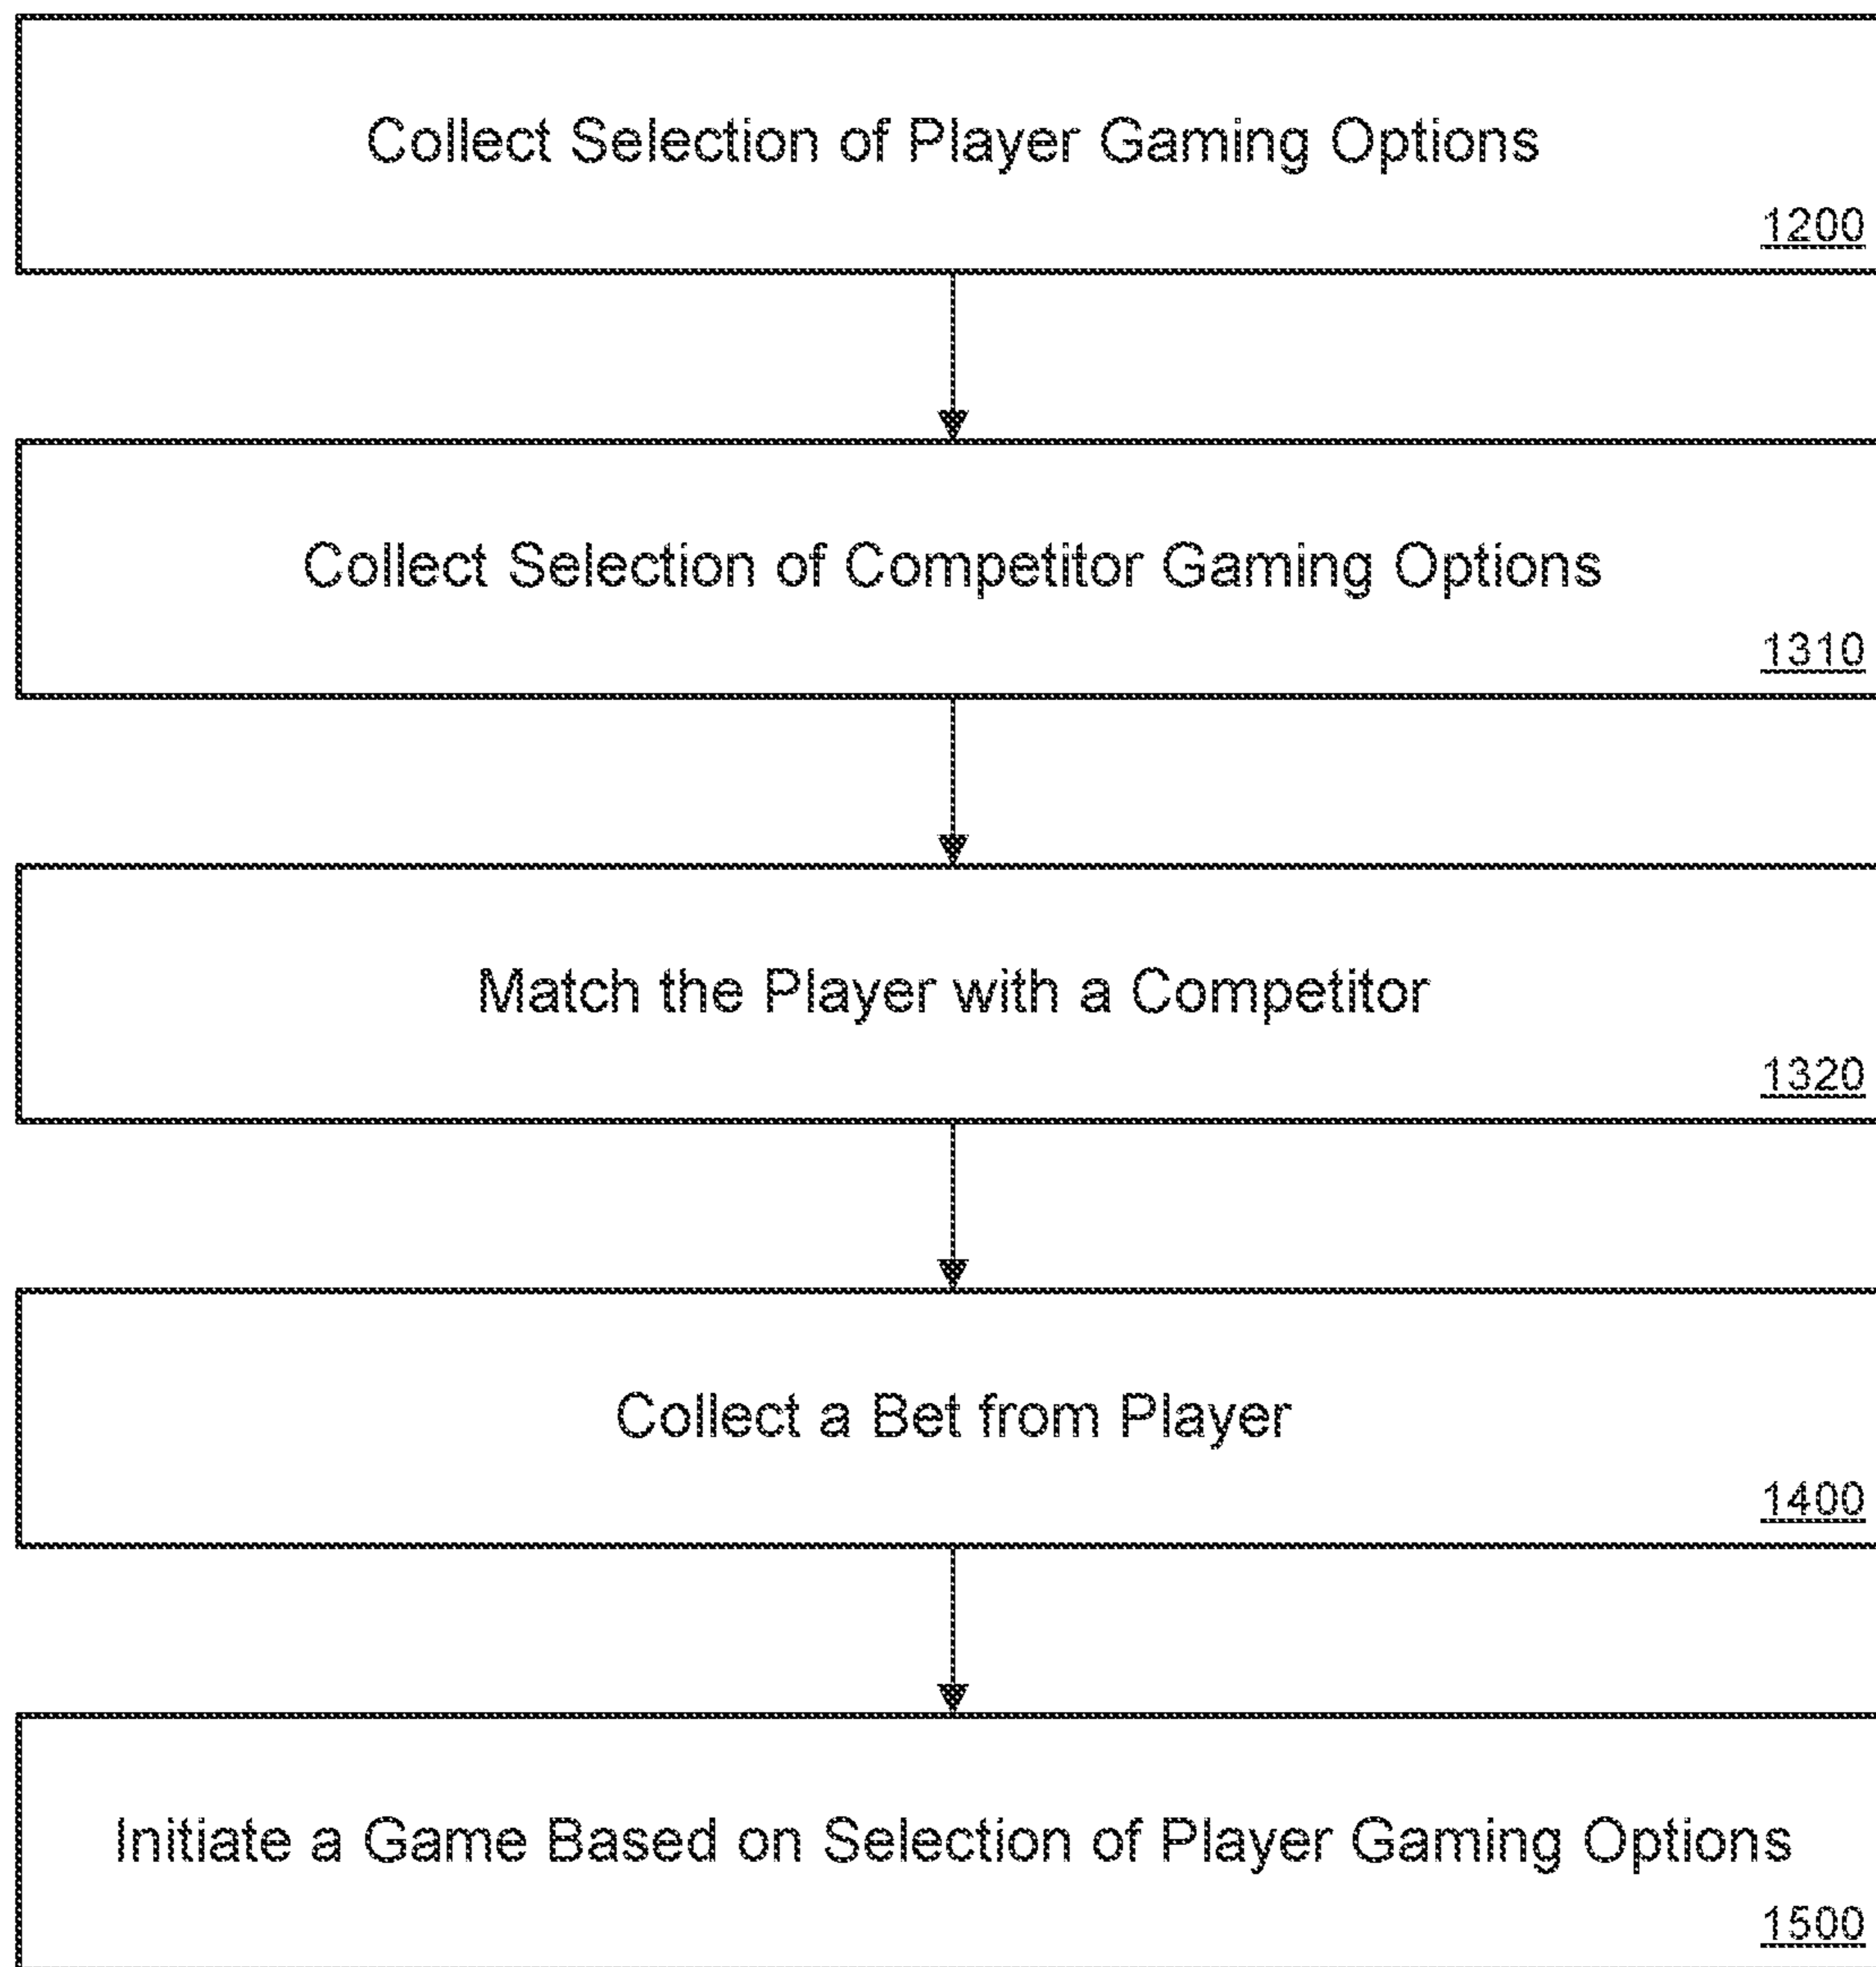 Collect Selection of Player Gaming Options
1200
Collect Selection of Competitor Gaming Options
1310
Match the Player with a Competitor
1320
Collect a Bet from Player
1400
Initiate a Game Based on Selection of Player Gaming Options
1500